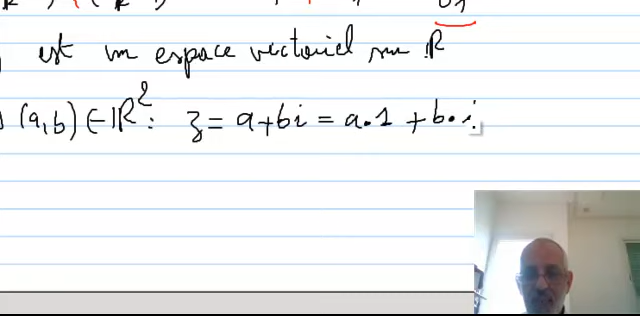 est un espace vectoriel sur ℝ
(a,b) ∈ ℝ²: z = a+bi = a.1 + b.i